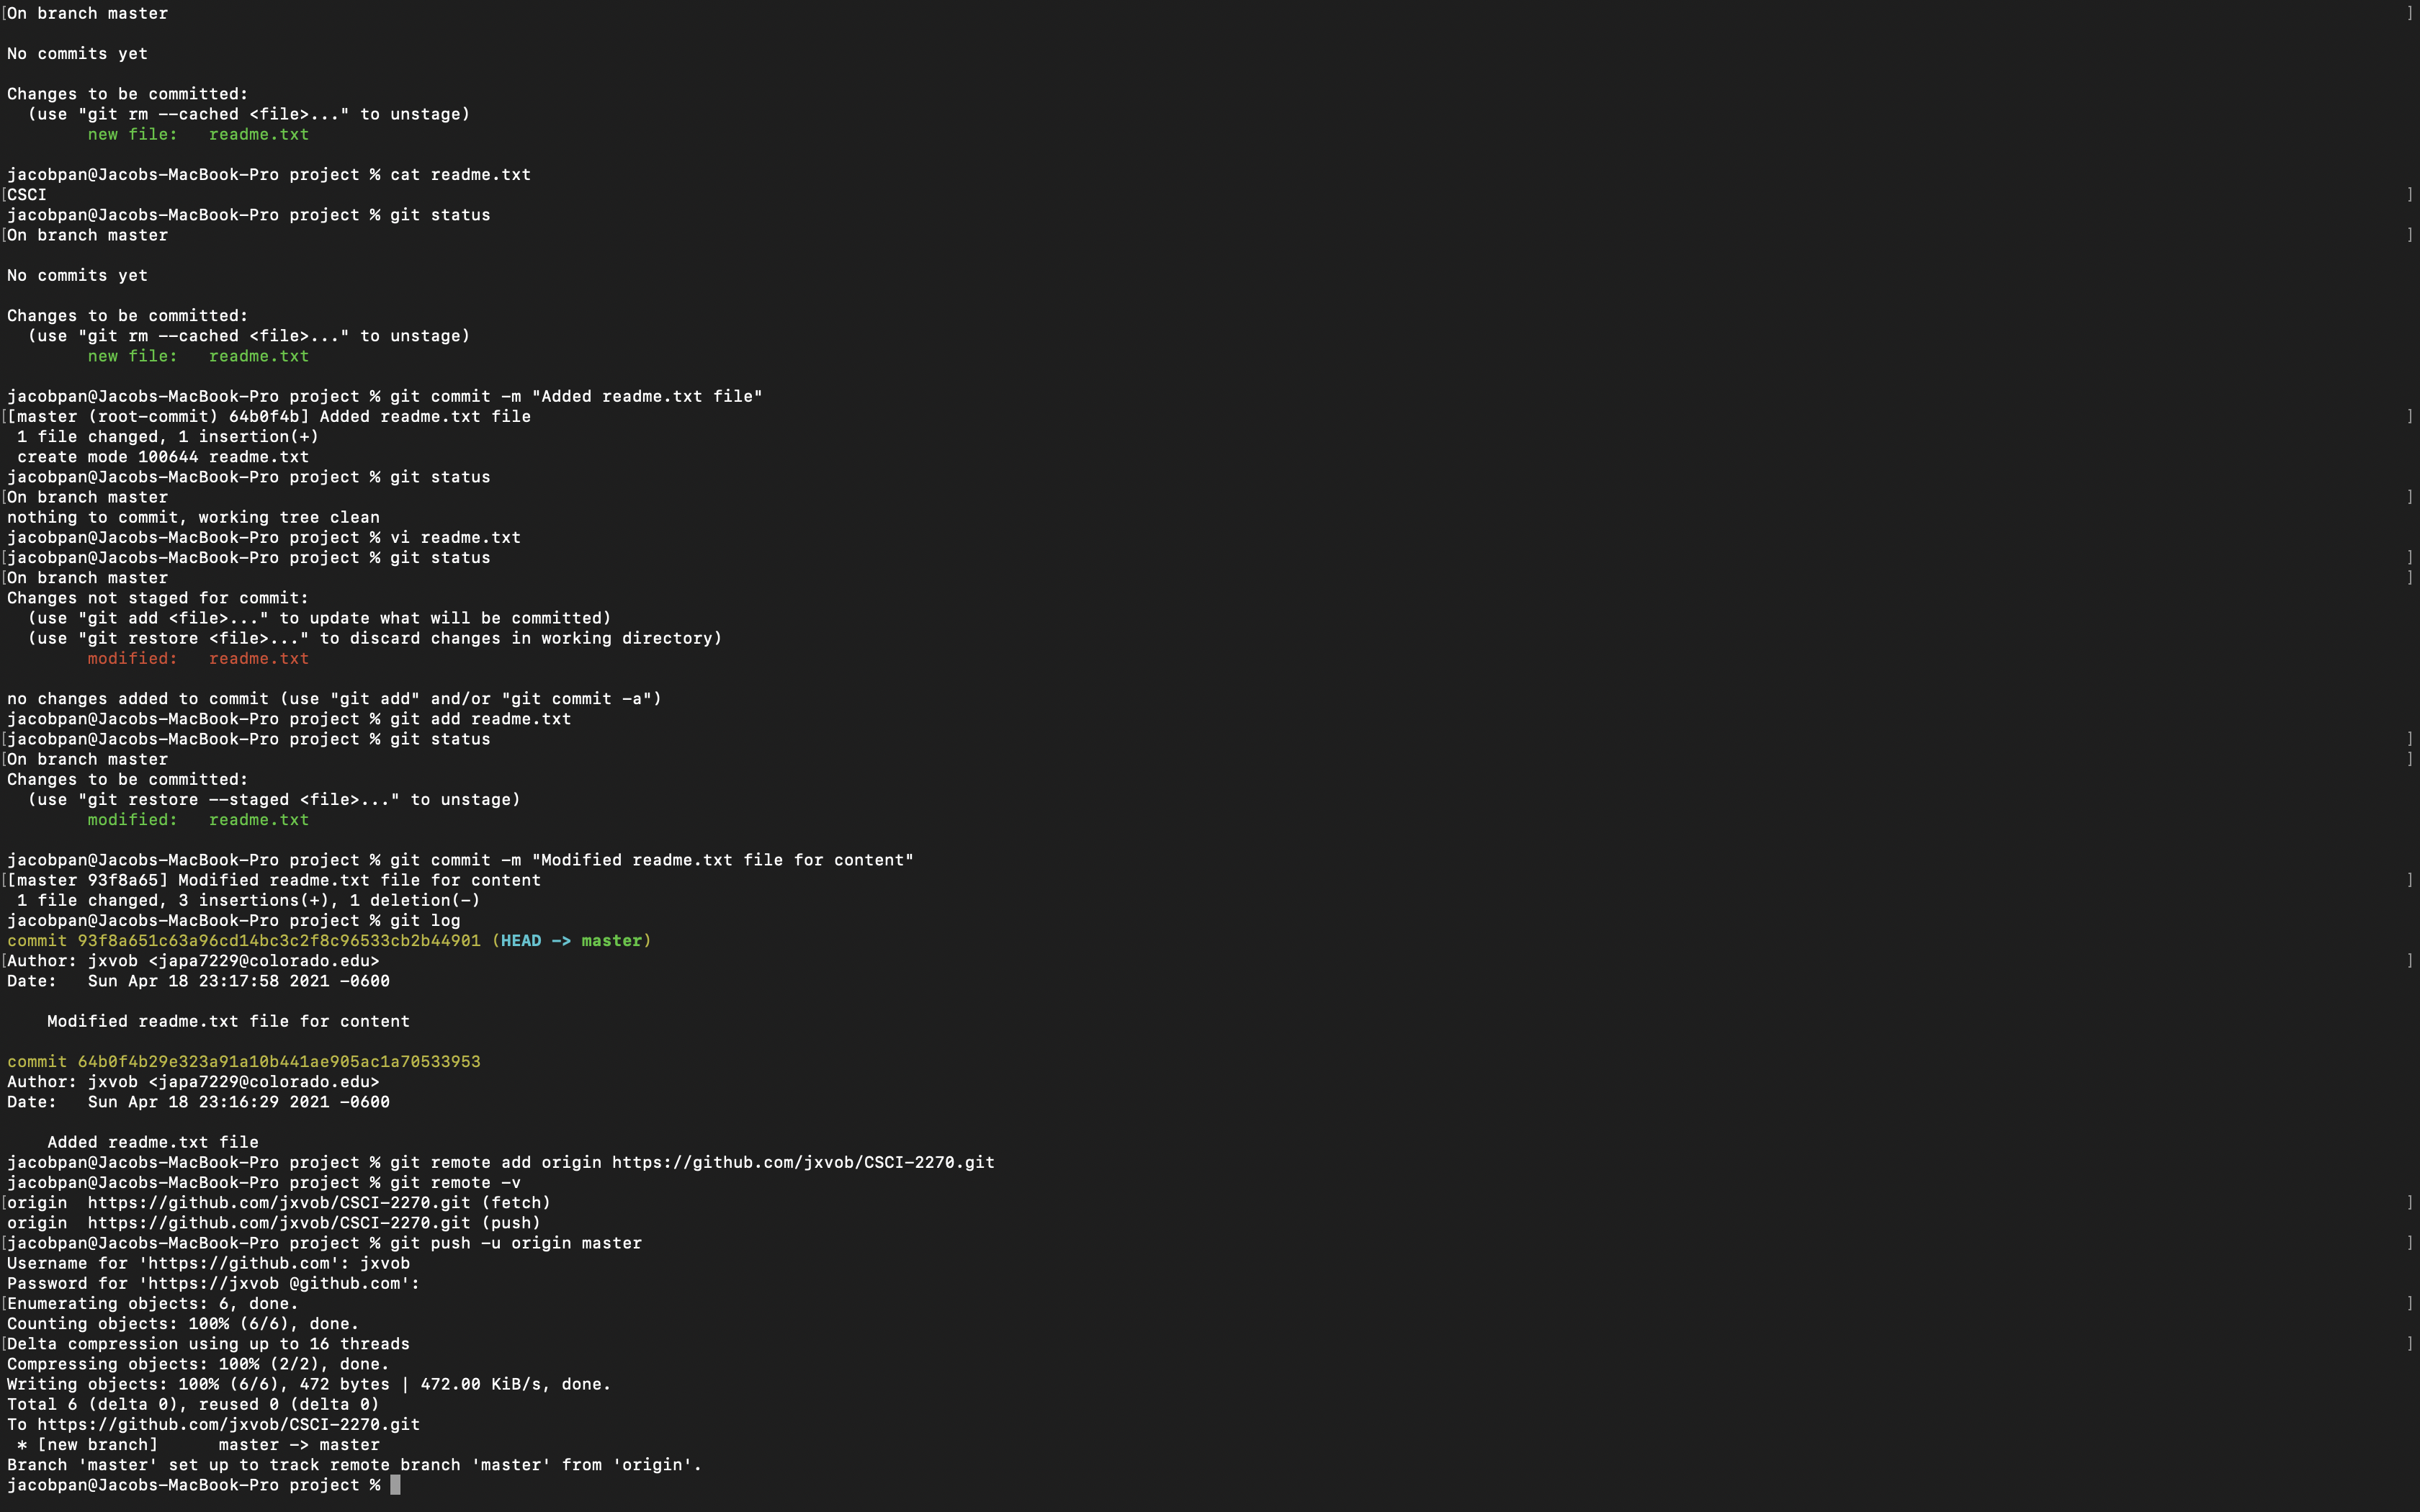 [On branch master ]
No commits yet
Changes to be committed:
(use "git rm --cached <file>..." to unstage)
new file: readme.txt
jacobpan@Jacobs-MacBook-Pro project % cat readme.txt
[CSCI ]
jacobpan@Jacobs-MacBook-Pro project % git status
[On branch master ]
No commits yet
Changes to be committed:
(use "git rm --cached <file>..." to unstage)
new file: readme.txt
jacobpan@Jacobs-MacBook-Pro project % git commit -m "Added readme.txt file"
[[master (root-commit) 64b0f4b] Added readme.txt file ]
1 file changed, 1 insertion(+)
create mode 100644 readme.txt
jacobpan@Jacobs-MacBook-Pro project % git status
[On branch master ]
nothing to commit, working tree clean
jacobpan@Jacobs-MacBook-Pro project % vi readme.txt
[jacobpan@Jacobs-MacBook-Pro project % git status ]
[On branch master ]
Changes not staged for commit:
(use "git add <file>..." to update what will be committed)
(use "git restore <file>..." to discard changes in working directory)
modified: readme.txt
no changes added to commit (use "git add" and/or "git commit -a")
jacobpan@Jacobs-MacBook-Pro project % git add readme.txt
[jacobpan@Jacobs-MacBook-Pro project % git status ]
[On branch master ]
Changes to be committed:
(use "git restore --staged <file>..." to unstage)
modified: readme.txt
jacobpan@Jacobs-MacBook-Pro project % git commit -m "Modified readme.txt file for content"
[[master 93f8a65] Modified readme.txt file for content ]
1 file changed, 3 insertions(+), 1 deletion(-)
jacobpan@Jacobs-MacBook-Pro project % git log
commit 93f8a651c63a96cd14bc3c2f8c96533cb2b44901 (HEAD -> master)
[Author: jxvob <japa7229@colorado.edu> ]
Date: Sun Apr 18 23:17:58 2021 -0600
Modified readme.txt file for content
commit 64b0f4b29e323a91a10b441ae905ac1a70533953
Author: jxvob <japa7229@colorado.edu>
Date: Sun Apr 18 23:16:29 2021 -0600
Added readme.txt file
jacobpan@Jacobs-MacBook-Pro project % git remote add origin https://github.com/jxvob/CSCI-2270.git
jacobpan@Jacobs-MacBook-Pro project % git remote -v
[origin https://github.com/jxvob/CSCI-2270.git (fetch) ]
origin https://github.com/jxvob/CSCI-2270.git (push)
[jacobpan@Jacobs-MacBook-Pro project % git push -u origin master ]
Username for 'https://github.com': jxvob
Password for 'https://jxvob @github.com':
[Enumerating objects: 6, done. ]
Counting objects: 100% (6/6), done.
[Delta compression using up to 16 threads ]
Compressing objects: 100% (2/2), done.
Writing objects: 100% (6/6), 472 bytes | 472.00 KiB/s, done.
Total 6 (delta 0), reused 0 (delta 0)
To https://github.com/jxvob/CSCI-2270.git
* [new branch] master -> master
Branch 'master' set up to track remote branch 'master' from 'origin'.
jacobpan@Jacobs-MacBook-Pro project %